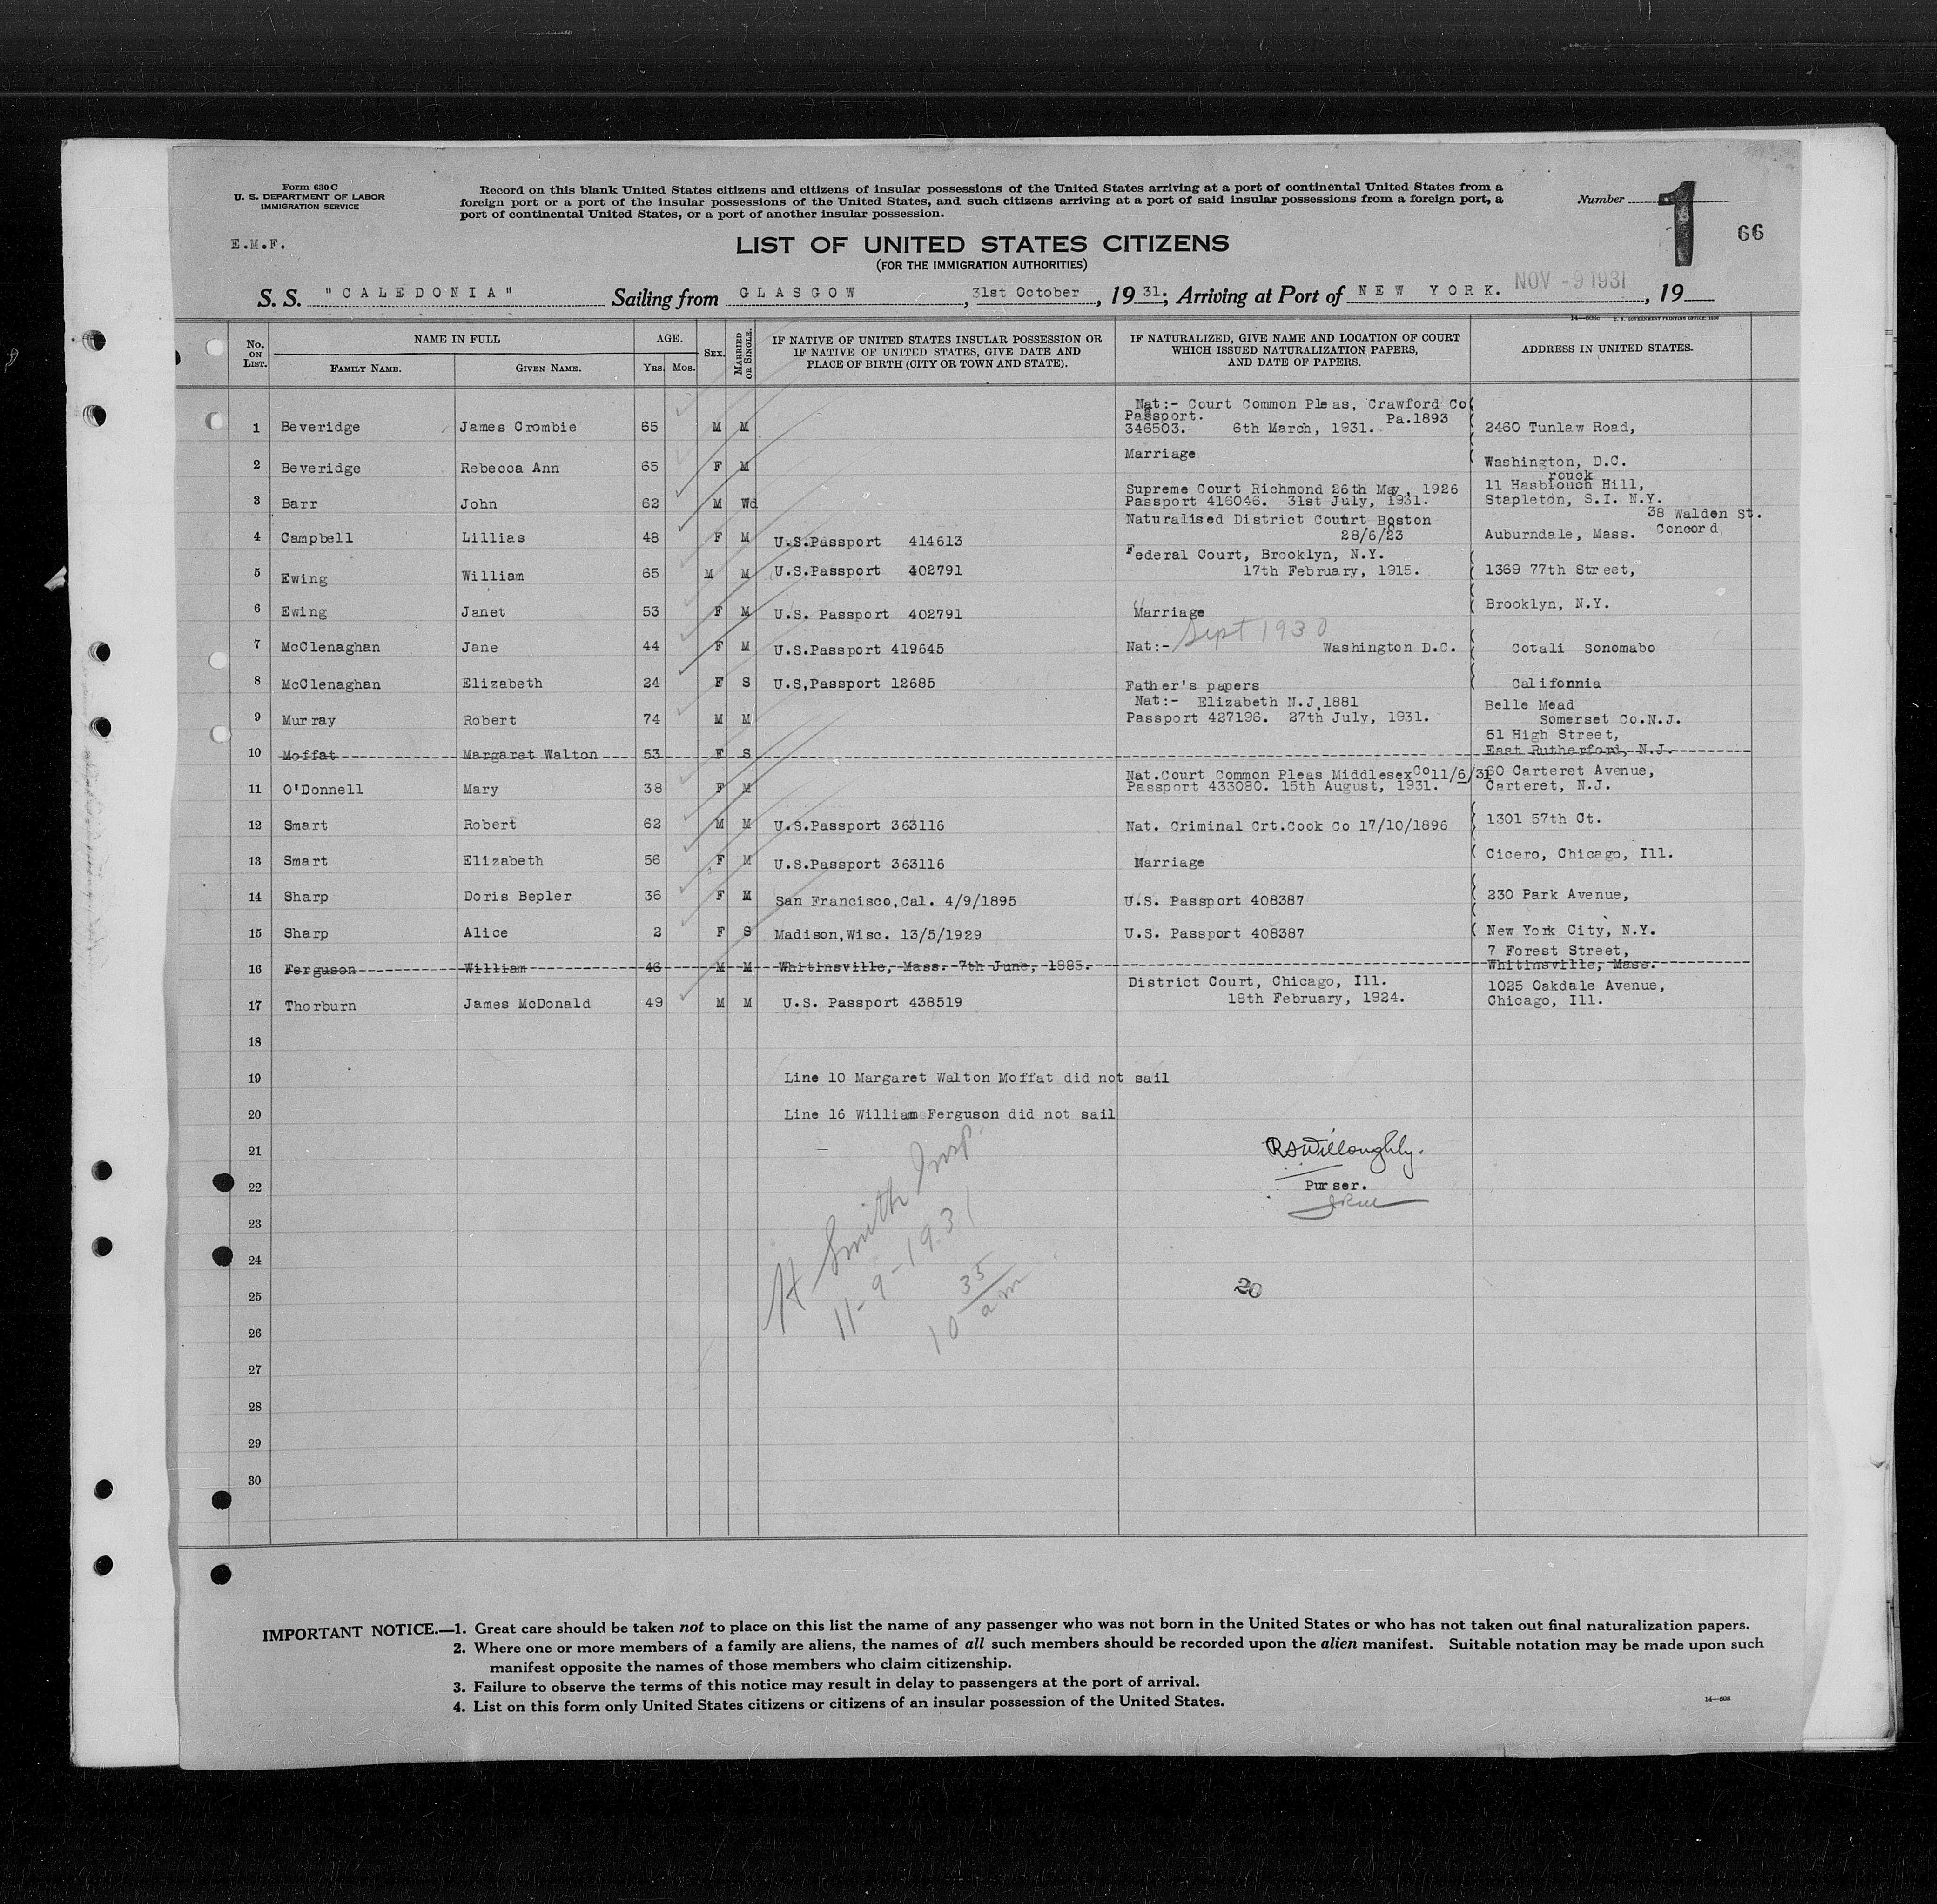 Form 630 C
U. S. DEPARTMENT OF LABOR
IMMIGRATION SERVICE
E.M.F.
Record on this blank United States citizens and citizens of insular possessions of the United States arriving at a port of continental United States from a
foreign port or a port of the insular possessions of the United States, and such citizens arriving at a port of said insular possessions from a foreign port, a
port of continental United States, or a port of another insular possession.
Number 1
66
LIST OF UNITED STATES CITIZENS
(FOR THE IMMIGRATION AUTHORITIES)
S. S. "CALEDONIA" Sailing from GLASGOW, 31st October, 19 31; Arriving at Port of NEW YORK. NOV -9 1931, 19
No. ON LIST. NAME IN FULL FAMILY NAME. GIVEN NAME. AGE. Yrs. Mos. SEX. MARRIED OR SINGLE. IF NATIVE OF UNITED STATES INSULAR POSSESSION OR IF NATIVE OF UNITED STATES, GIVE DATE AND PLACE OF BIRTH (CITY OR TOWN AND STATE). IF NATURALIZED, GIVE NAME AND LOCATION OF COURT WHICH ISSUED NATURALIZATION PAPERS, AND DATE OF PAPERS. ADDRESS IN UNITED STATES.
1 Beveridge James Crombie 65 M M Nat:- Court Common Pleas, Crawford Co Pa.1893 Passport. 346503. 6th March, 1931. 2460 Tunlaw Road,
2 Beveridge Rebecca Ann 65 F M Marriage Washington, D.C.
3 Barr John 62 M Wd Supreme Court Richmond 26th May, 1926 Passport 416046. 31st July, 1931. 11 Hasblouch Hill, rouck Stapleton, S.I. N.Y.
4 Campbell Lillias 48 F M U.S.Passport 414613 Naturalised District Court Boston 28/6/23 Auburndale, Mass. 38 Walden St. Concord
5 Ewing William 65 M M U.S.Passport 402791 Federal Court, Brooklyn, N.Y. 17th February, 1915. 1369 77th Street,
6 Ewing Janet 53 F M U.S. Passport 402791 Marriage Brooklyn, N.Y.
7 McClenaghan Jane 44 F M U.S.Passport 419645 Nat:- Sept 1930 Washington D.C. Cotali Sonomabo
8 McClenaghan Elizabeth 24 F S U.S,Passport 12685 Father's papers California
9 Murray Robert 74 M M Nat:- Elizabeth N.J.1881 Passport 427196. 27th July, 1931. Belle Mead Somerset Co.N.J.
10 Moffat Margaret Walton 53 F S 51 High Street, East Rutherford, N.J.
11 O'Donnell Mary 38 F M Nat.Court Common Pleas Middlesex Co 11/6/31 Passport 433080. 15th August, 1931. 60 Carteret Avenue, Carteret, N.J.
12 Smart Robert 62 M M U.S.Passport 363116 Nat. Criminal Crt.Cook Co 17/10/1896 1301 57th Ct.
13 Smart Elizabeth 56 F M U.S.Passport 363116 Marriage Cicero, Chicago, Ill.
14 Sharp Doris Bepler 36 F M San Francisco,Cal. 4/9/1895 U.S. Passport 408387 230 Park Avenue,
15 Sharp Alice 2 F S Madison,Wisc. 13/5/1929 U.S. Passport 408387 New York City, N.Y.
16 Ferguson William 46 M M Whitinsville, Mass. 7th June, 1885. 7 Forest Street, Whitinsville, Mass.
17 Thorburn James McDonald 49 M M U.S. Passport 438519 District Court, Chicago, Ill. 18th February, 1924. 1025 Oakdale Avenue, Chicago, Ill.
18
19 Line 10 Margaret Walton Moffat did not sail
20 Line 16 William Ferguson did not sail
21 RSWilloughby.
22 Purser.
23
24
25 20
26
27
28
29
30
H Smith Insp.
11-9-1931
10 35 am
IMPORTANT NOTICE.—1. Great care should be taken not to place on this list the name of any passenger who was not born in the United States or who has not taken out final naturalization papers.
2. Where one or more members of a family are aliens, the names of all such members should be recorded upon the alien manifest. Suitable notation may be made upon such
manifest opposite the names of those members who claim citizenship.
3. Failure to observe the terms of this notice may result in delay to passengers at the port of arrival.
4. List on this form only United States citizens or citizens of an insular possession of the United States.